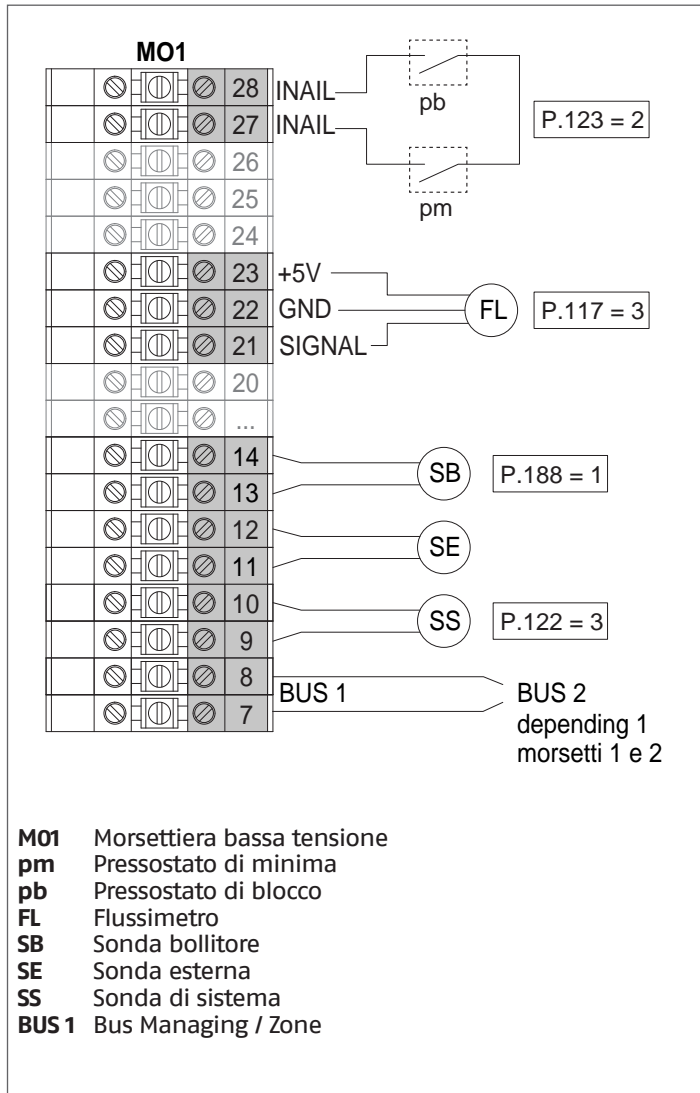 MO1
28 INAIL
pb
27 INAIL
P.123 = 2
26
25
pm
24
23 +5V
22 GND FL P.117 = 3
21 SIGNAL
20
...
14
SB P.188 = 1
13
12
SE
11
10
SS P.122 = 3
9
8
BUS 1 BUS 2
7
depending 1
morsetti 1 e 2
M01 Morsettiera bassa tensione
pm Pressostato di minima
pb Pressostato di blocco
FL Flussimetro
SB Sonda bollitore
SE Sonda esterna
SS Sonda di sistema
BUS 1 Bus Managing / Zone